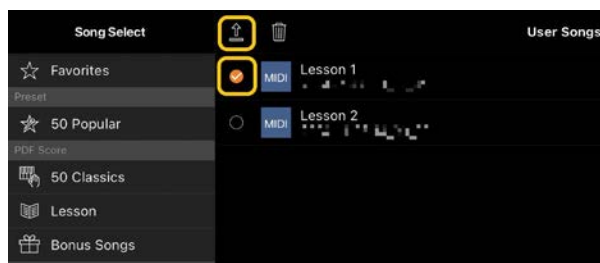 Song Select
User Songs
Favorites
Preset
50 Popular
PDF Score
50 Classics
Lesson
Bonus Songs
MIDI Lesson 1
MIDI Lesson 2